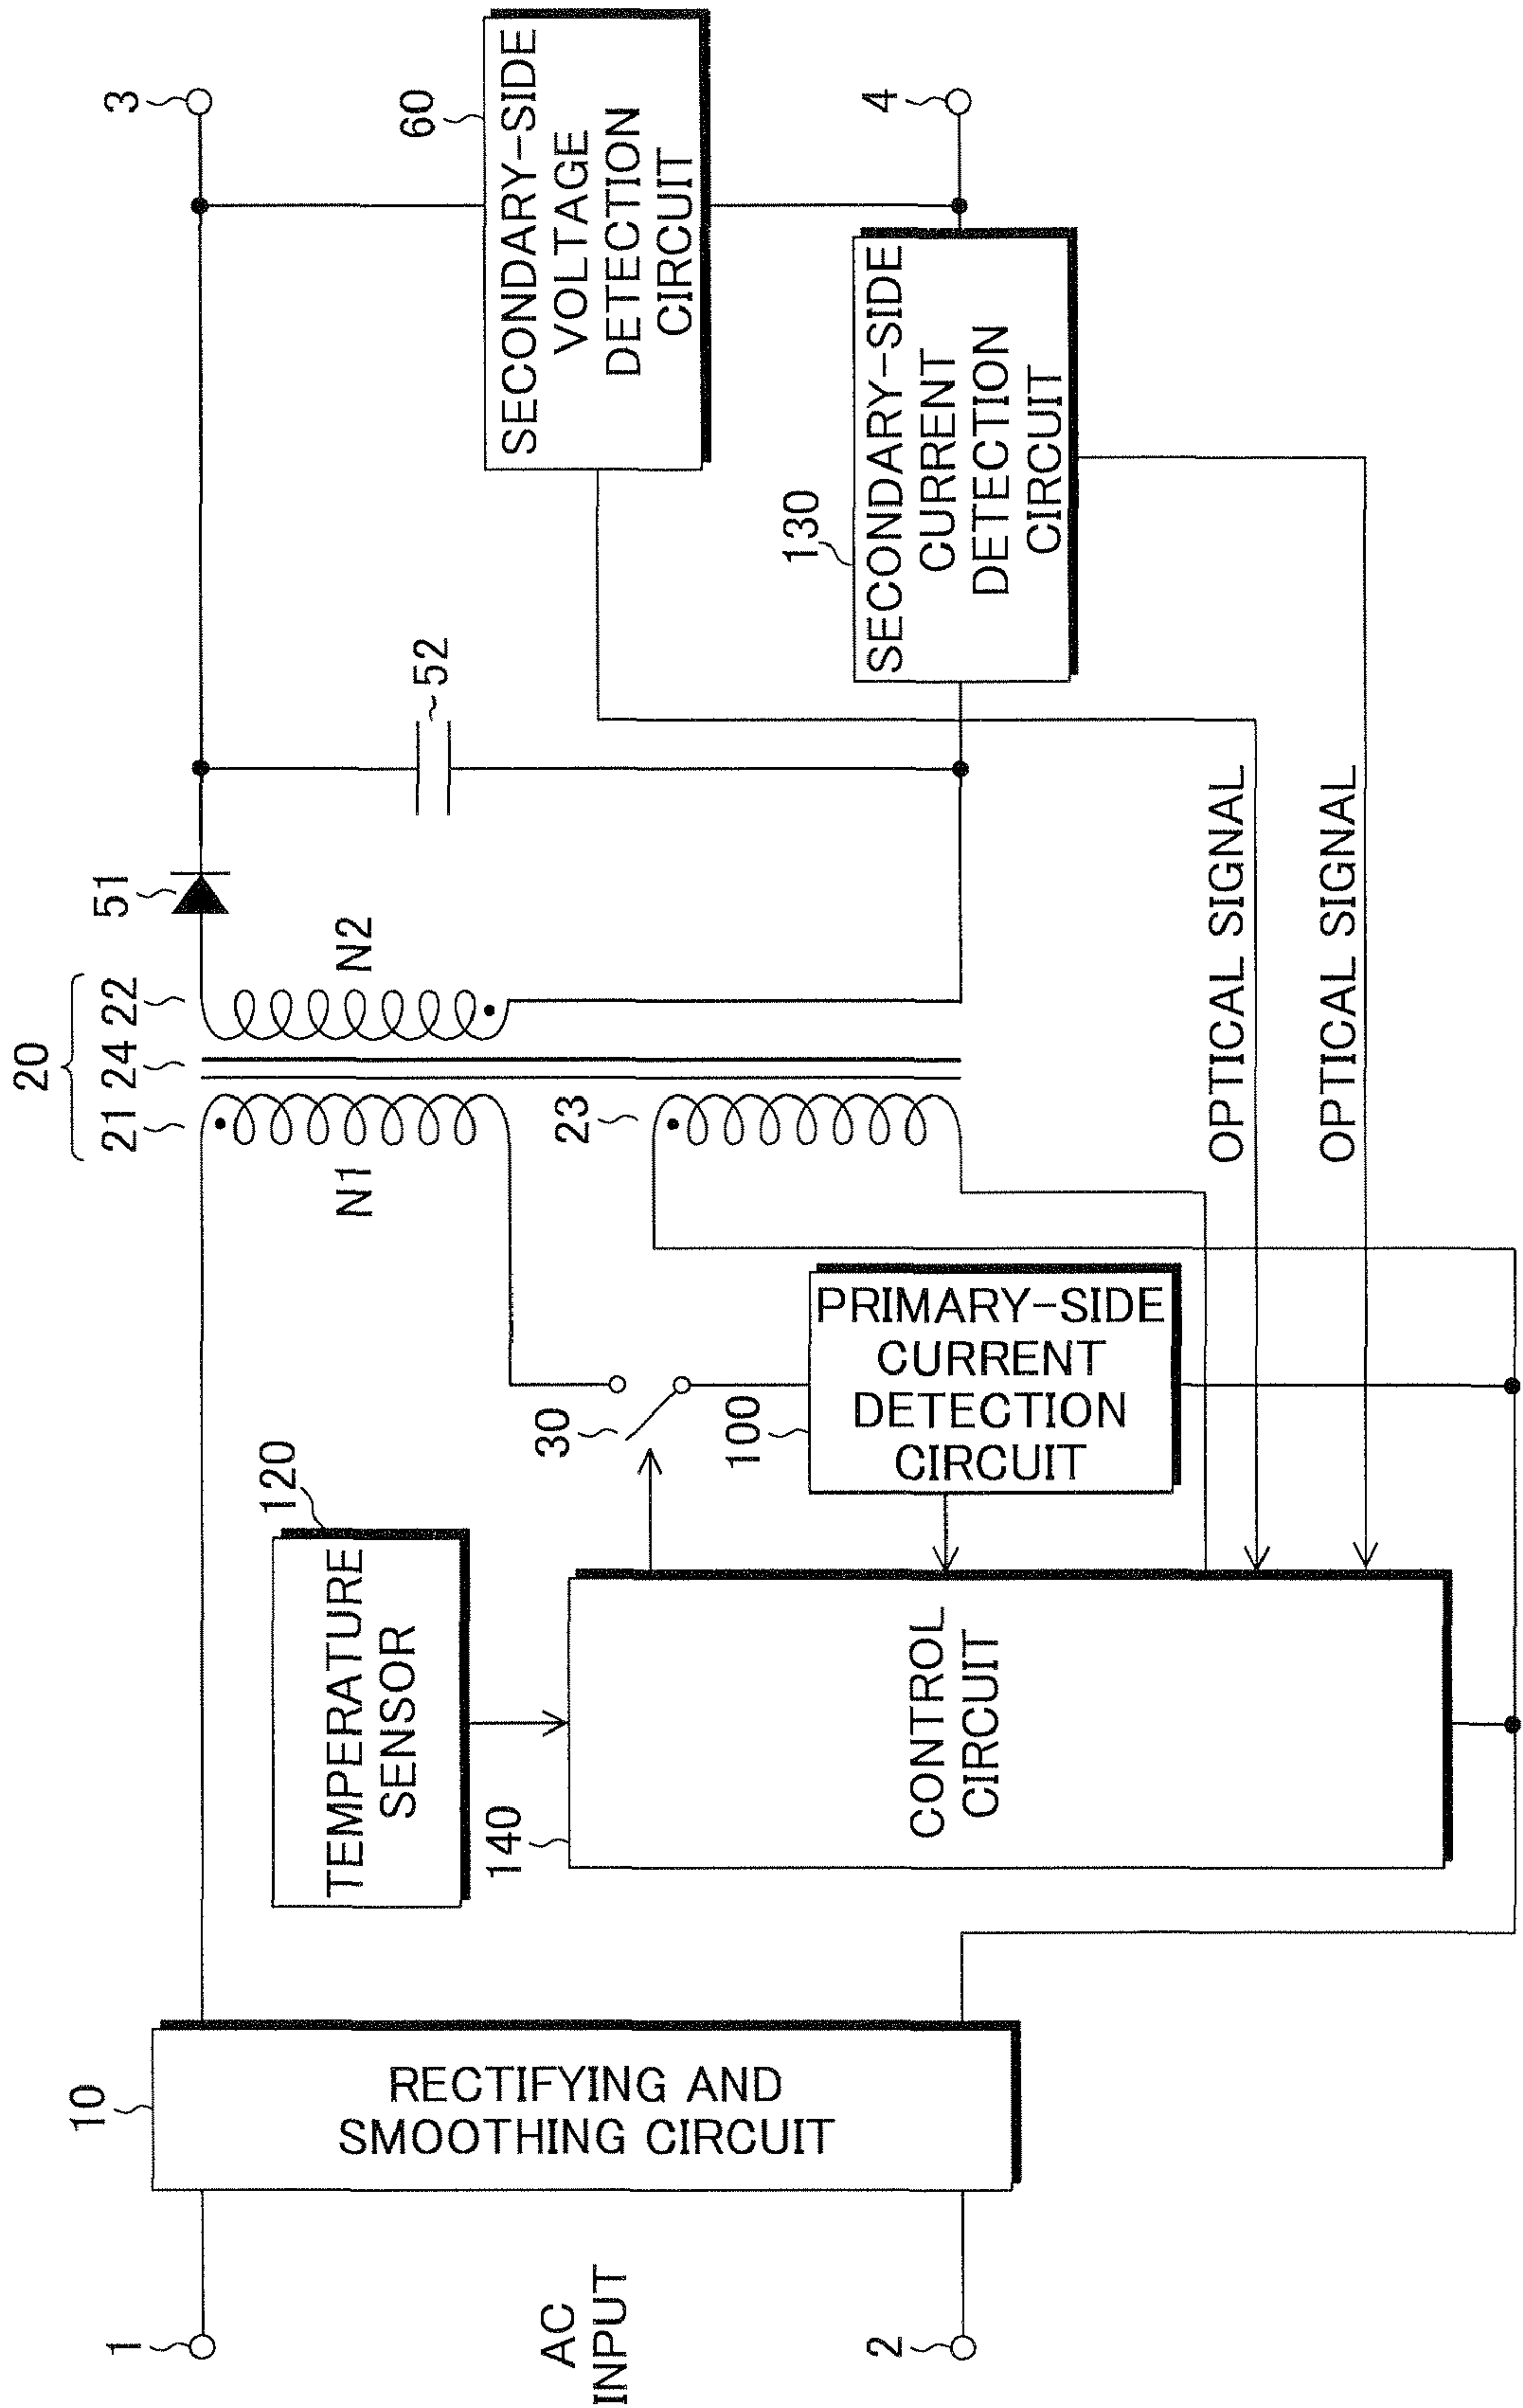 1
2
AC
INPUT
10
RECTIFYING AND
SMOOTHING CIRCUIT
120
TEMPERATURE
SENSOR
140
CONTROL
CIRCUIT
30
100
PRIMARY-SIDE
CURRENT
DETECTION
CIRCUIT
20
21 24 22
N1
N2
23
51
52
OPTICAL SIGNAL
OPTICAL SIGNAL
130
SECONDARY-SIDE
CURRENT
DETECTION
CIRCUIT
60
SECONDARY-SIDE
VOLTAGE
DETECTION
CIRCUIT
3
4